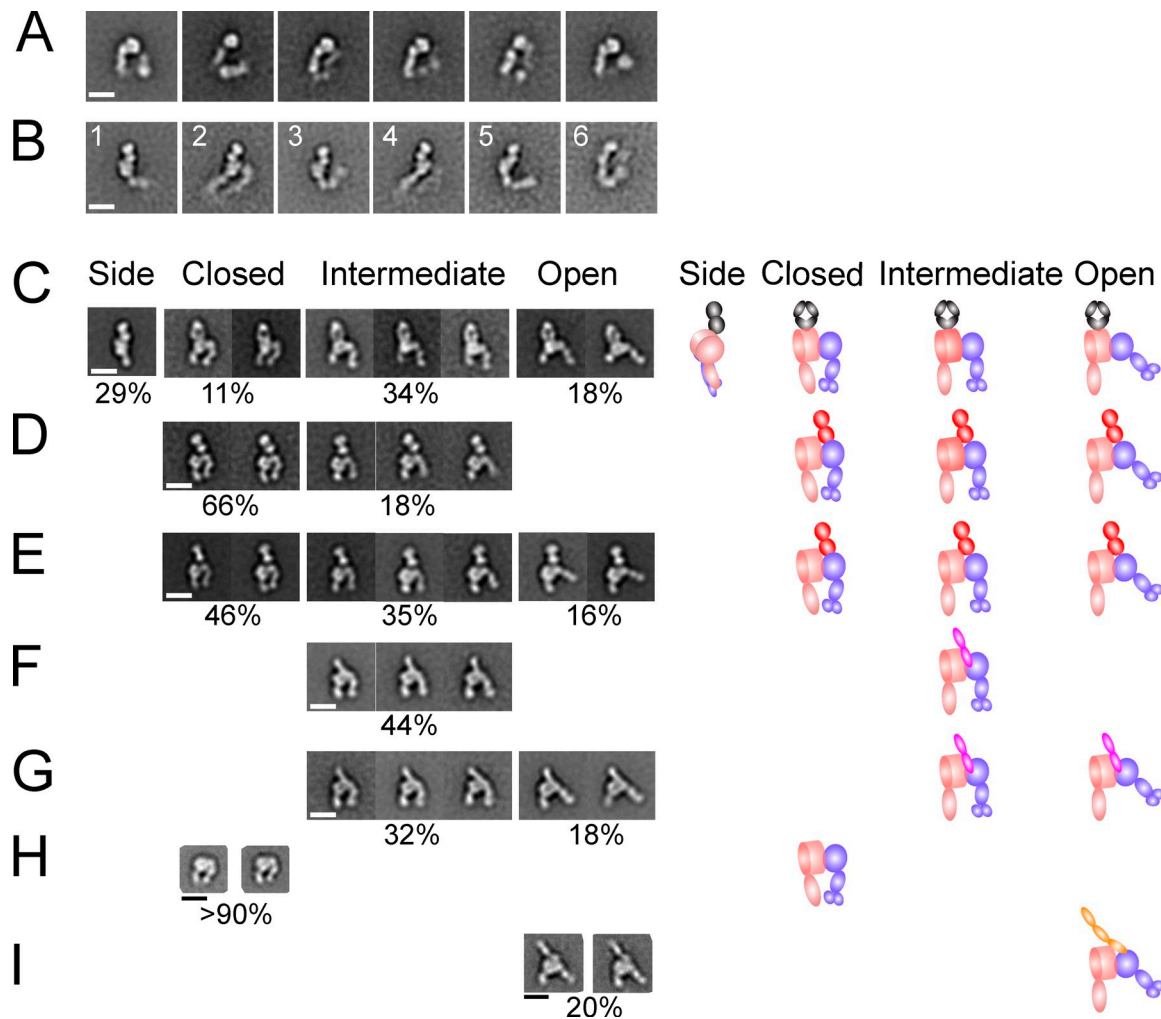 A
B
1 2 3 4 5 6
C
Side Closed Intermediate Open Side Closed Intermediate Open
29% 11% 34% 18%
D
66% 18%
E
46% 35% 16%
F
44%
G
32% 18%
H
>90%
I
20%